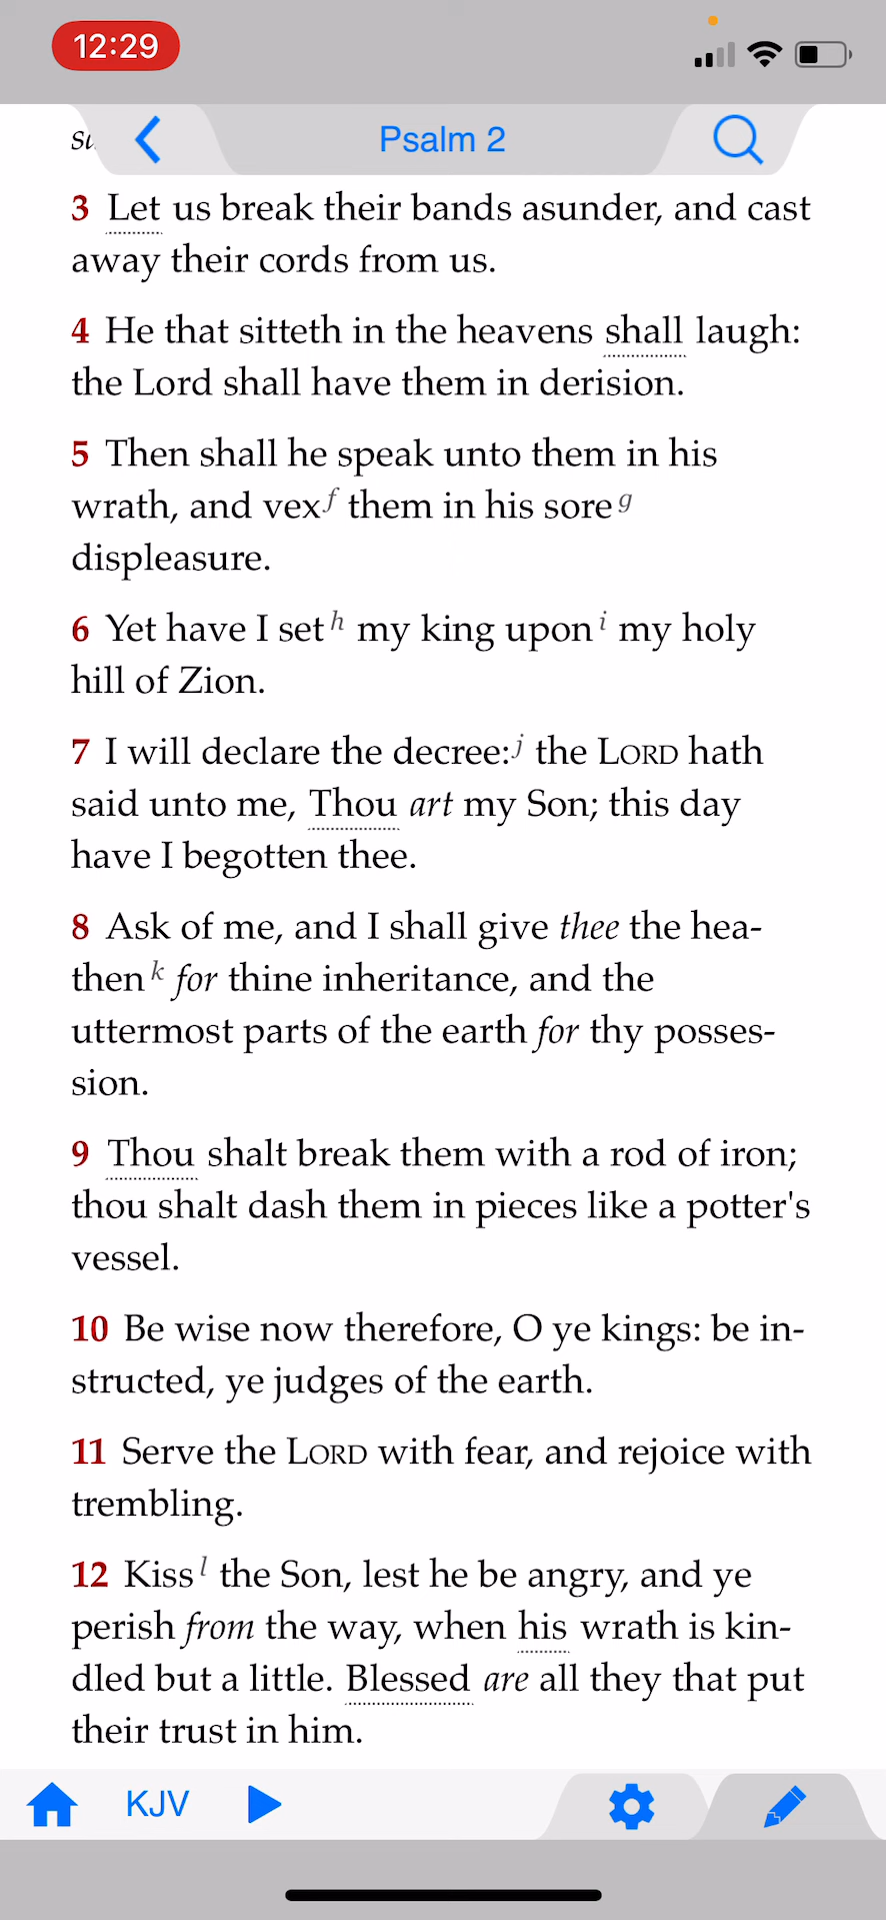 12:29
Psalm 2
3 Let us break their bands asunder, and cast
away their cords from us.
4 He that sitteth in the heavens shall laugh:
the Lord shall have them in derision.
5 Then shall he speak unto them in his
wrath, and vex f them in his sore g
displeasure.
6 Yet have I set h my king upon i my holy
hill of Zion.
7 I will declare the decree: j the LORD hath
said unto me, Thou art my Son; this day
have I begotten thee.
8 Ask of me, and I shall give thee the hea-
then k for thine inheritance, and the
uttermost parts of the earth for thy posses-
sion.
9 Thou shalt break them with a rod of iron;
thou shalt dash them in pieces like a potter's
vessel.
10 Be wise now therefore, O ye kings: be in-
structed, ye judges of the earth.
11 Serve the LORD with fear, and rejoice with
trembling.
12 Kiss l the Son, lest he be angry, and ye
perish from the way, when his wrath is kin-
dled but a little. Blessed are all they that put
their trust in him.
KJV